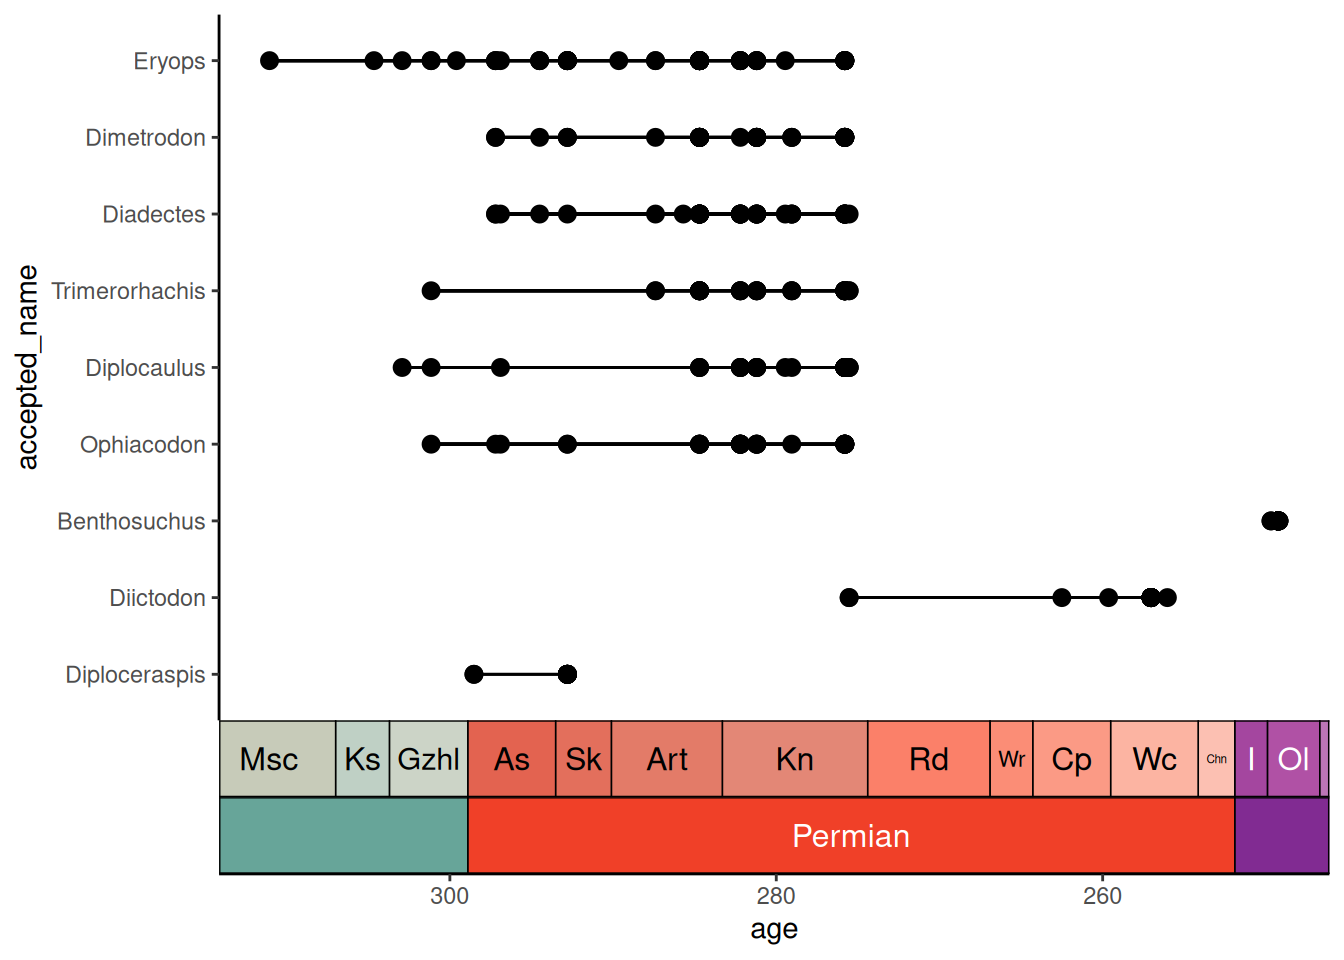 Eryops
Dimetrodon
Diadectes
Trimerorhachis
Diplocaulus
Ophiacodon
Benthosuchus
Diictodon
Diploceraspis
accepted_name
Msc Ks Gzhl As Sk Art Kn Rd Wr Cp Wc Chn I Ol
Permian
300 280 260
age